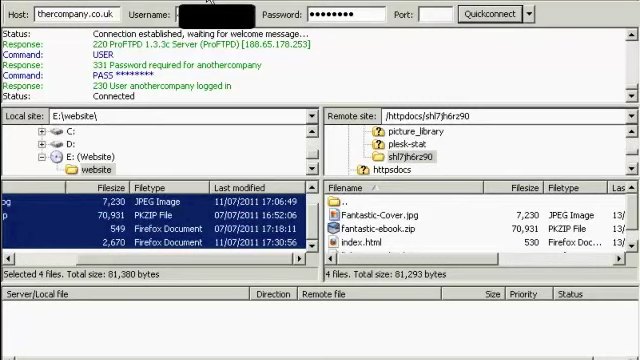 Host: thercompany.co.uk Username: Password: ●●●●●●●● Port: Quickconnect
Status: Connection established, waiting for welcome message...
Response: 220 ProFTPD 1.3.3c Server (ProFTPD) [188.65.178.253]
Command: USER
Response: 331 Password required for anothercompany
Command: PASS ********
Response: 230 User anothercompany logged in
Status: Connected
Local site: E:\website\ Remote site: /httpdocs/shl7jh6rz90
C: picture_library
D: plesk-stat
E: (Website) shl7jh6rz90
website httpsdocs
Filesize Filetype Last modified Filename Filesize Filetype Last
..
og 7,230 JPEG Image 11/07/2011 17:06:49
p 70,931 PKZIP File 06/07/2011 16:52:06
549 Firefox Document 11/07/2011 17:18:11
2,670 Firefox Document 11/07/2011 17:30:56
Fantastic-Cover.jpg 7,230 JPEG Image 13/
fantastic-ebook.zip 70,931 PKZIP File 13/
index.html 530 Firefox Doc... 13/
Selected 4 files. Total size: 81,380 bytes 4 files. Total size: 81,293 bytes
Server/Local file Direction Remote file Size Priority Status